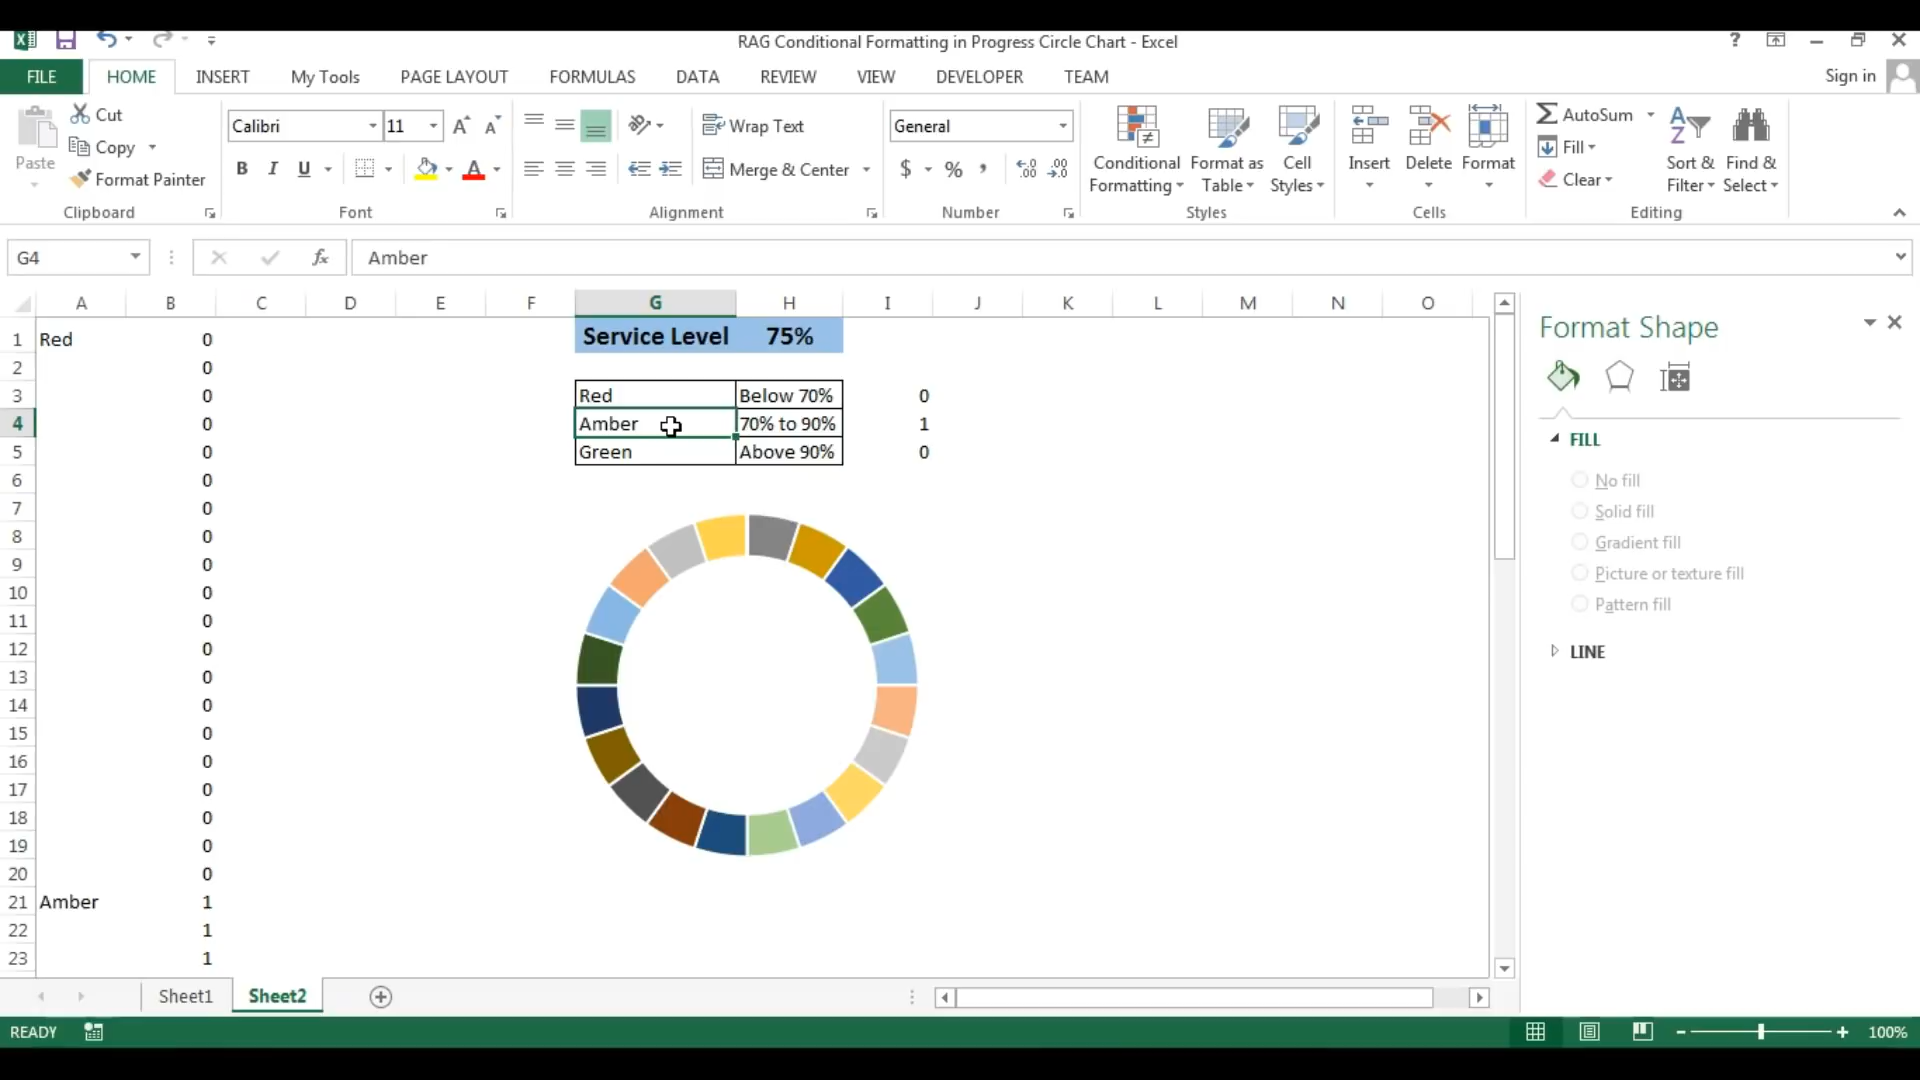 RAG Conditional Formatting in Progress Circle Chart - Excel
?
FILE HOME INSERT My Tools PAGE LAYOUT FORMULAS DATA REVIEW VIEW DEVELOPER TEAM Sign in
Paste
Cut
Copy
Format Painter
Clipboard
Calibri 11
B I U
Font
Wrap Text
Merge & Center
Alignment
General
$ % ,
Number
Conditional Formatting
Format as Table
Cell Styles
Styles
Insert
Delete
Format
Cells
AutoSum
Fill
Clear
Sort & Filter
Find & Select
Editing
G4 fx Amber
A B C D E F G H I J K L M N O
1 Red 0 Service Level 75%
2 0
3 0 Red Below 70% 0
4 0 Amber 70% to 90% 1
5 0 Green Above 90% 0
6 0
7 0
8 0
9 0
10 0
11 0
12 0
13 0
14 0
15 0
16 0
17 0
18 0
19 0
20 0
21 Amber 1
22 1
23 1
Format Shape
FILL
No fill
Solid fill
Gradient fill
Picture or texture fill
Pattern fill
LINE
Sheet1 Sheet2
READY 100%